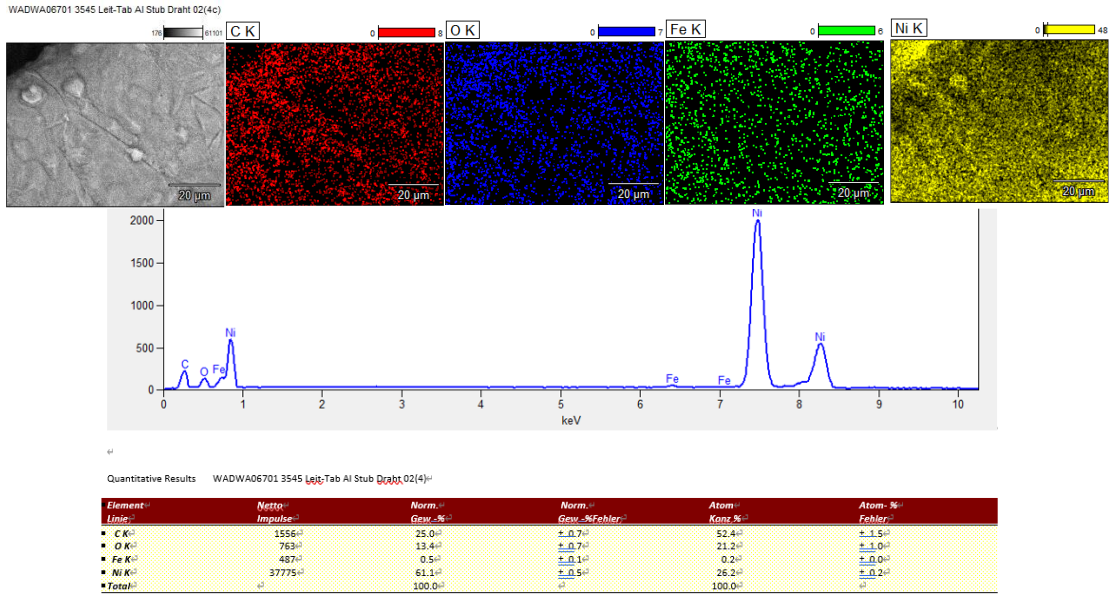 WADWA06701 3545 Leit-Tab Al Stub Draht 02(4c)
176 61101 C K 0 8 O K 0 7 Fe K 0 6 Ni K 0 48
20 µm 20 µm 20 µm 20 µm 20 µm
2000
1500
1000
500
0
C O Fe Ni Fe Fe Ni Ni
0 1 2 3 4 5 6 7 8 9 10
keV
Quantitative Results WADWA06701 3545 Leit-Tab Al Stub Draht 02(4)
Element Netto Norm. Norm. Atom Atom- %
Linie Impulse Gew.-% Gew.-%Fehler Konz % Fehler
C K 1556 25.0 ± 0.7 52.4 ± 1.5
O K 763 13.4 ± 0.7 21.2 ± 1.0
Fe K 487 0.5 ± 0.1 0.2 ± 0.0
Ni K 37775 61.1 ± 0.5 26.2 ± 0.2
Total 100.0 100.0